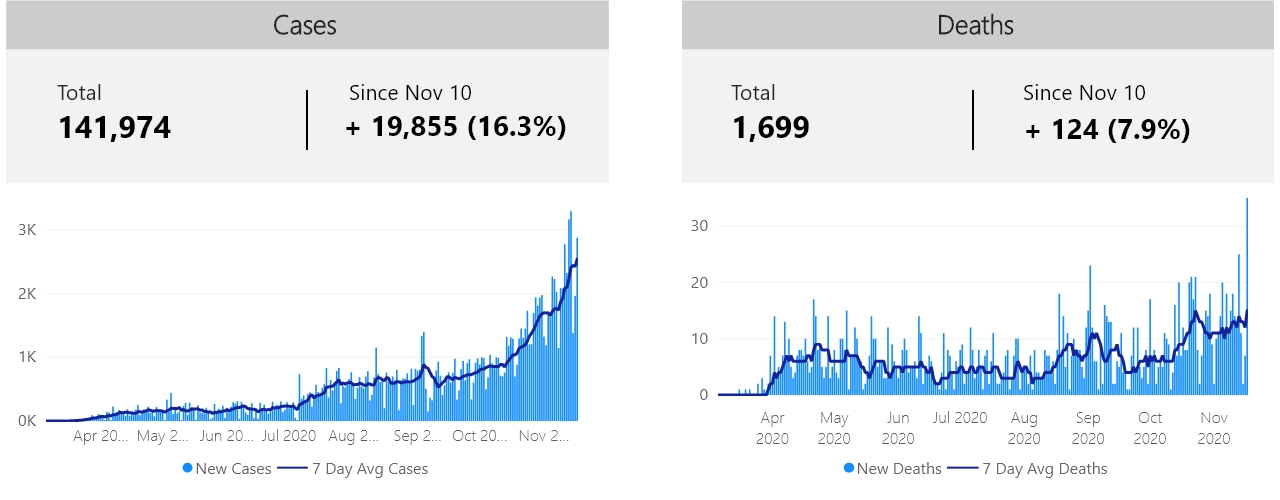 Cases
Total
141,974
Since Nov 10
+ 19,855 (16.3%)
3K
2K
1K
0K
Apr 20... May 2... Jun 20... Jul 2020 Aug 2... Sep 2... Oct 20... Nov 2...
New Cases 7 Day Avg Cases
Deaths
Total
1,699
Since Nov 10
+ 124 (7.9%)
30
20
10
0
Apr May Jun Jul 2020 Aug Sep Oct Nov
2020 2020 2020 2020 2020 2020 2020
New Deaths 7 Day Avg Deaths